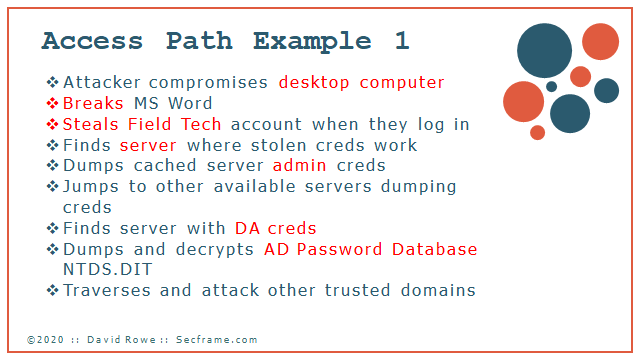 Access Path Example 1
❖Attacker compromises desktop computer
❖Breaks MS Word
❖Steals Field Tech account when they log in
❖Finds server where stolen creds work
❖Dumps cached server admin creds
❖Jumps to other available servers dumping
creds
❖Finds server with DA creds
❖Dumps and decrypts AD Password Database
NTDS.DIT
❖Traverses and attack other trusted domains
©2020 :: David Rowe :: Secframe.com